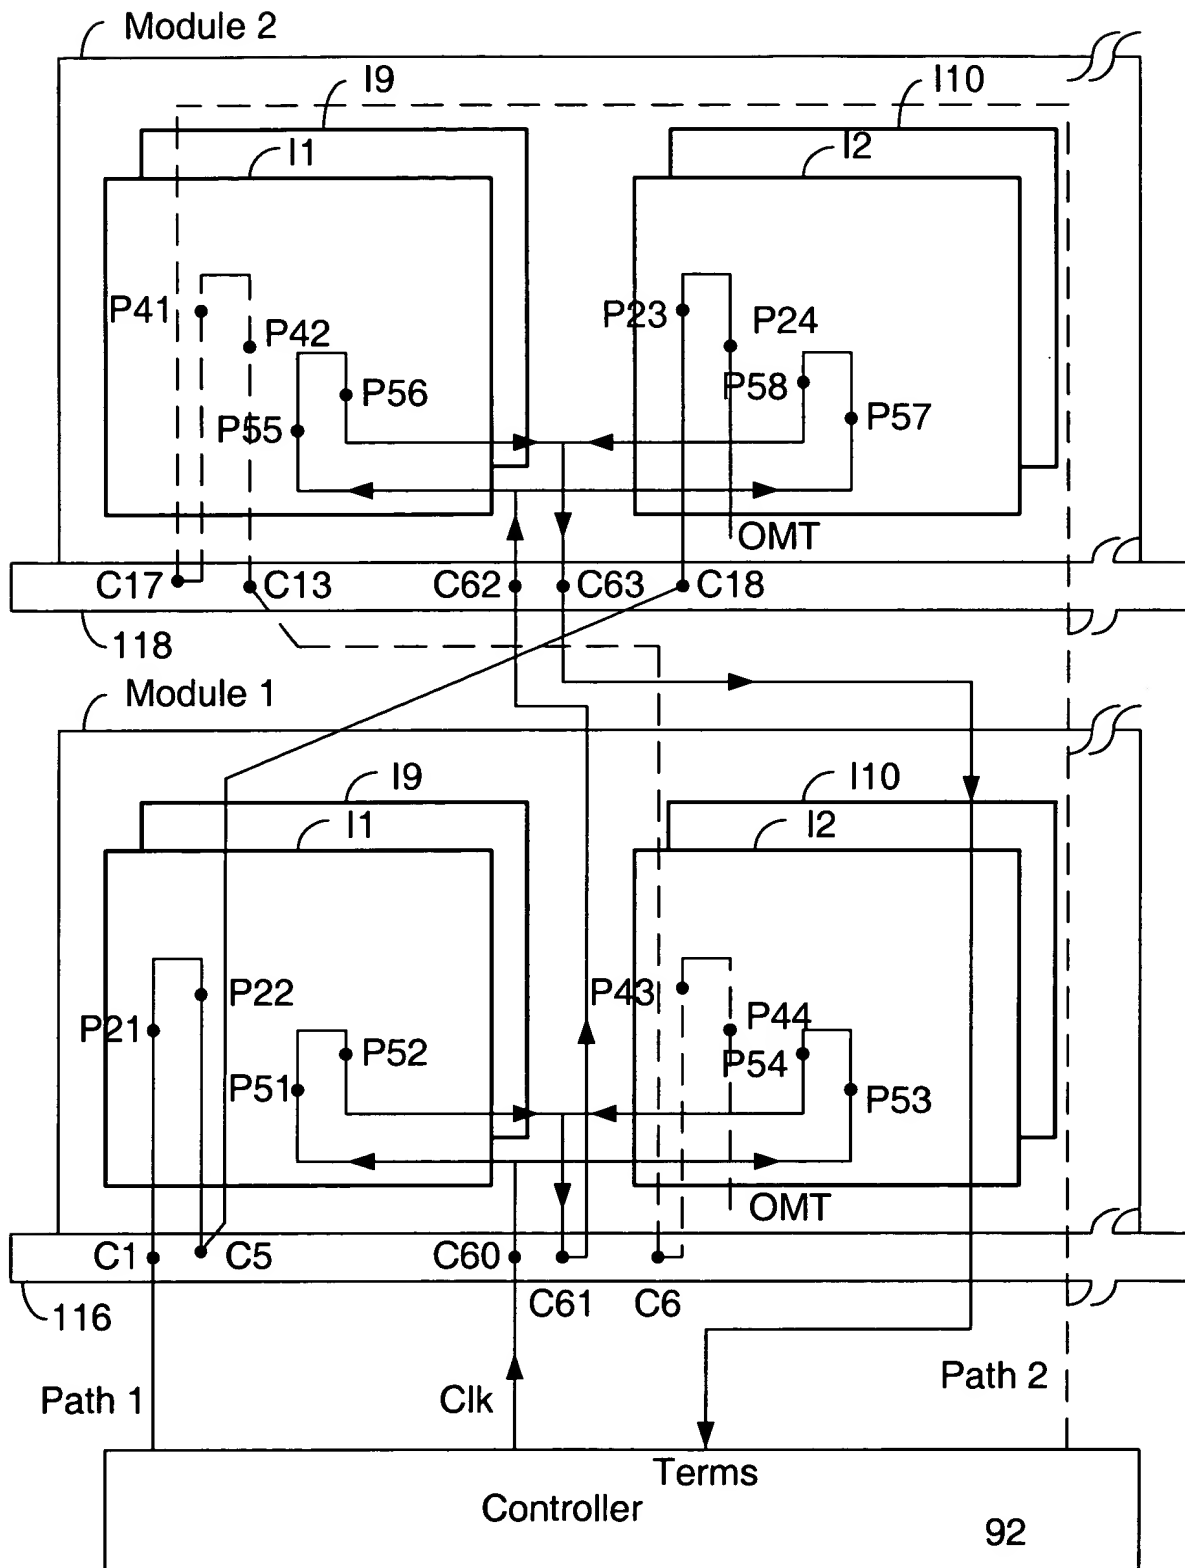 Module 2
I9
I10
I1
I2
P41
P42
P23
P24
P56
P58
P55
P57
OMT
C17
C13
C62
C63
C18
118
Module 1
I9
I10
I1
I2
P22
P43
P21
P44
P52
P54
P51
P53
OMT
C1
C5
C60
C61
C6
116
Path 1
Clk
Path 2
Terms
Controller
92